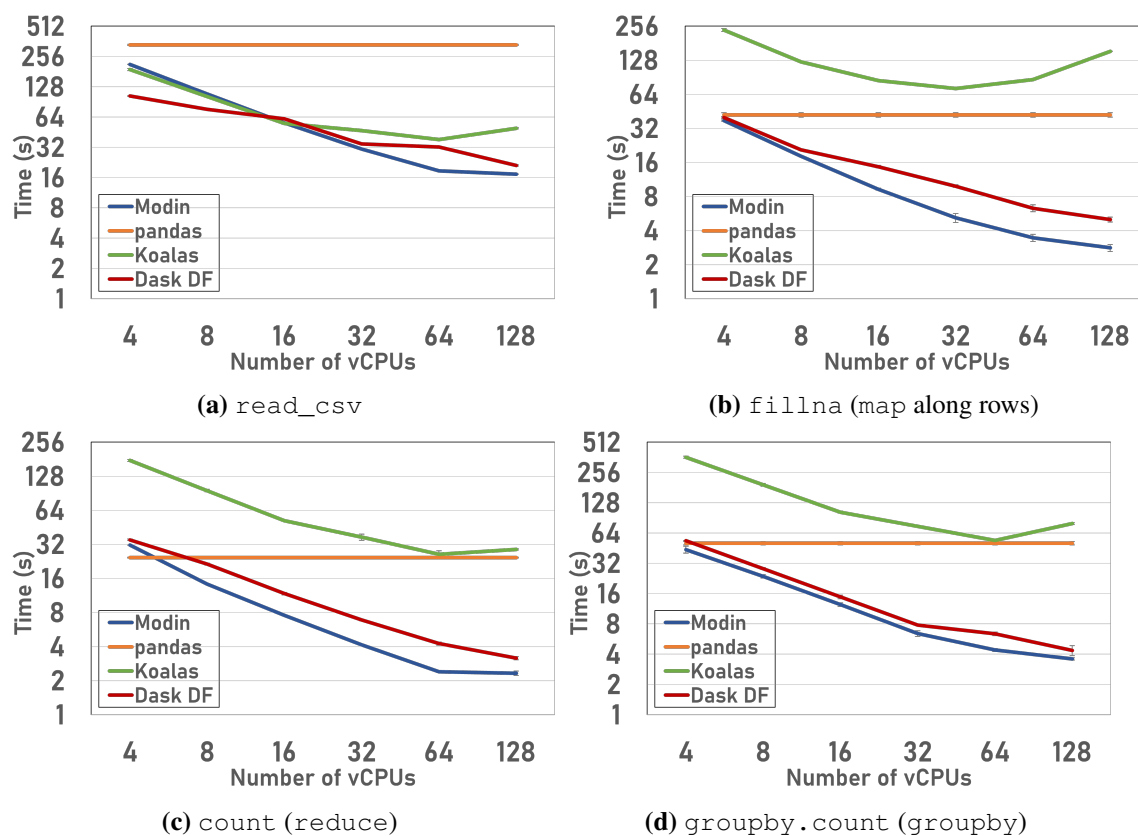 512
256
128
64
32
16
8
4
2
1
Time (s)
Modin
pandas
Koalas
Dask DF
4 8 16 32 64 128
Number of vCPUs
(a) read_csv
256
128
64
32
16
8
4
2
1
Time (s)
Modin
pandas
Koalas
Dask DF
4 8 16 32 64 128
Number of vCPUs
(b) fillna (map along rows)
256
128
64
32
16
8
4
2
1
Time (s)
Modin
pandas
Koalas
Dask DF
4 8 16 32 64 128
Number of vCPUs
(c) count (reduce)
512
256
128
64
32
16
8
4
2
1
Time (s)
Modin
pandas
Koalas
Dask DF
4 8 16 32 64 128
Number of vCPUs
(d) groupby.count (groupby)